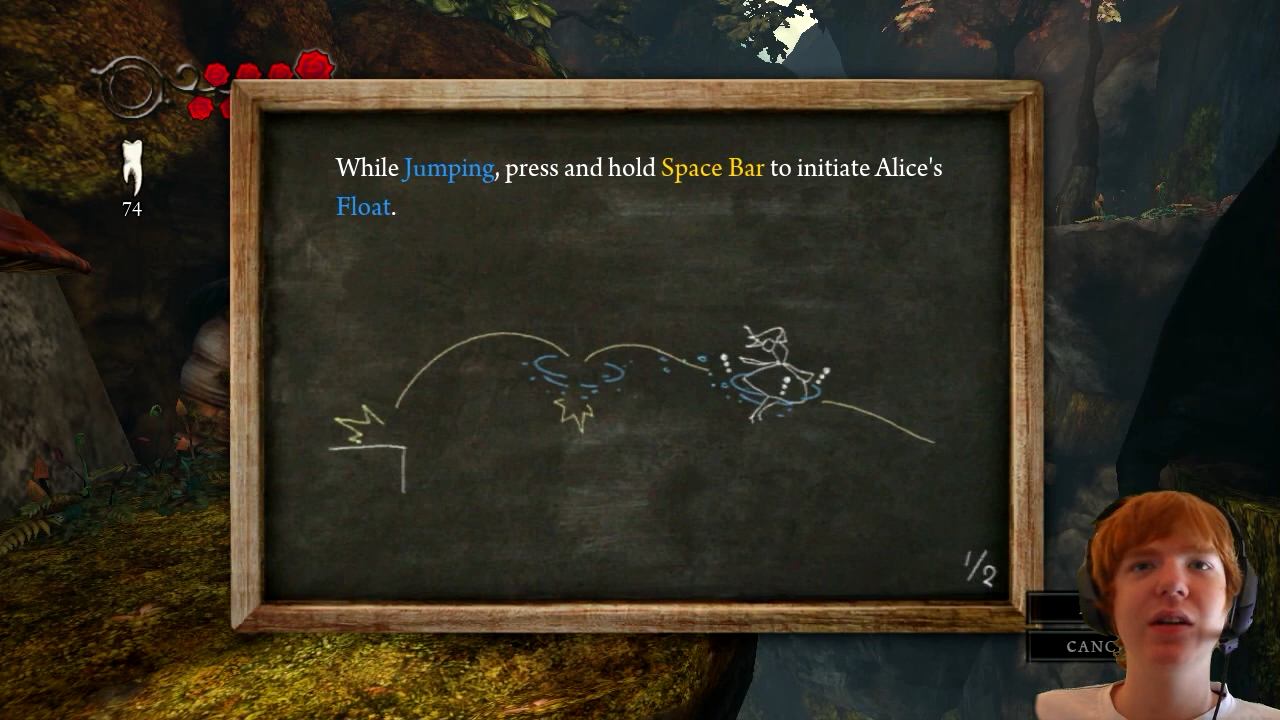 74
While Jumping, press and hold Space Bar to initiate Alice's
Float.
1/2